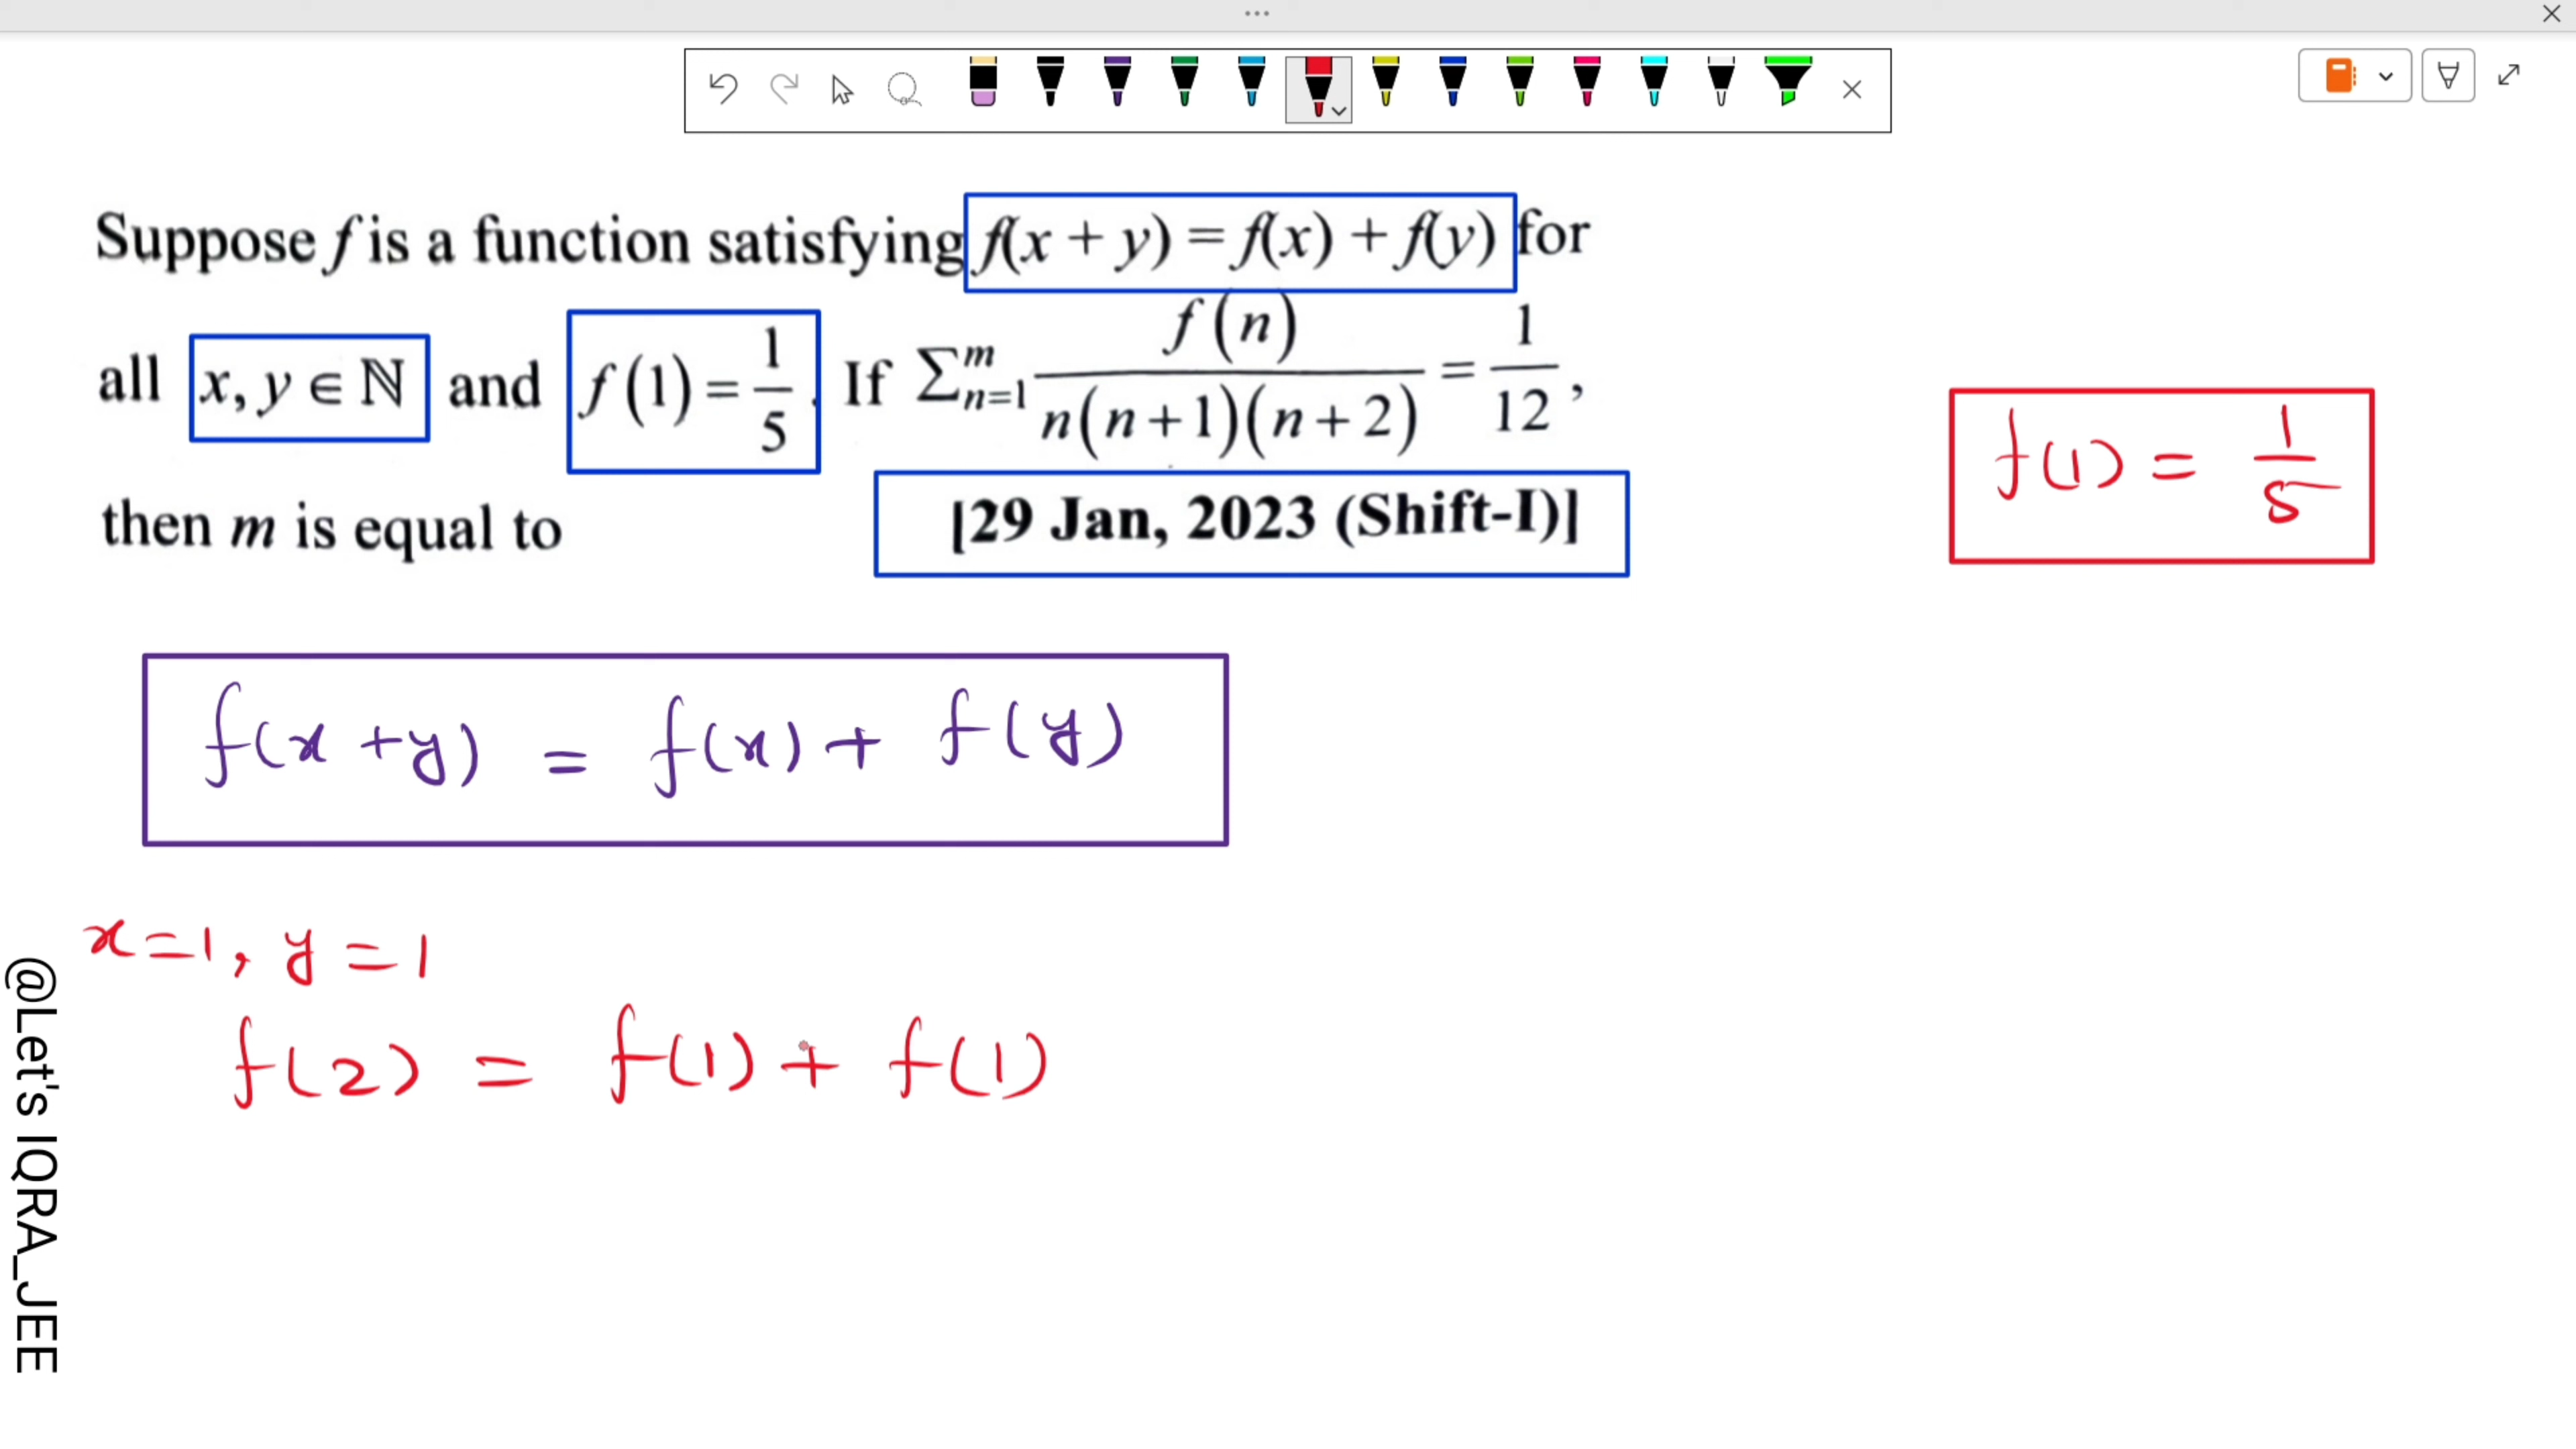 Suppose f is a function satisfying f(x + y) = f(x) + f(y) for
all x, y ∈ ℕ and f(1) = 1/5. If Σ_{n=1}^{m} f(n)/(n(n+1)(n+2)) = 1/12,
then m is equal to [29 Jan, 2023 (Shift-I)]
f(1) = 1/5
f(x+y) = f(x) + f(y)
x=1, y=1
f(2) = f(1) + f(1)
@Let's IQRA_JEE